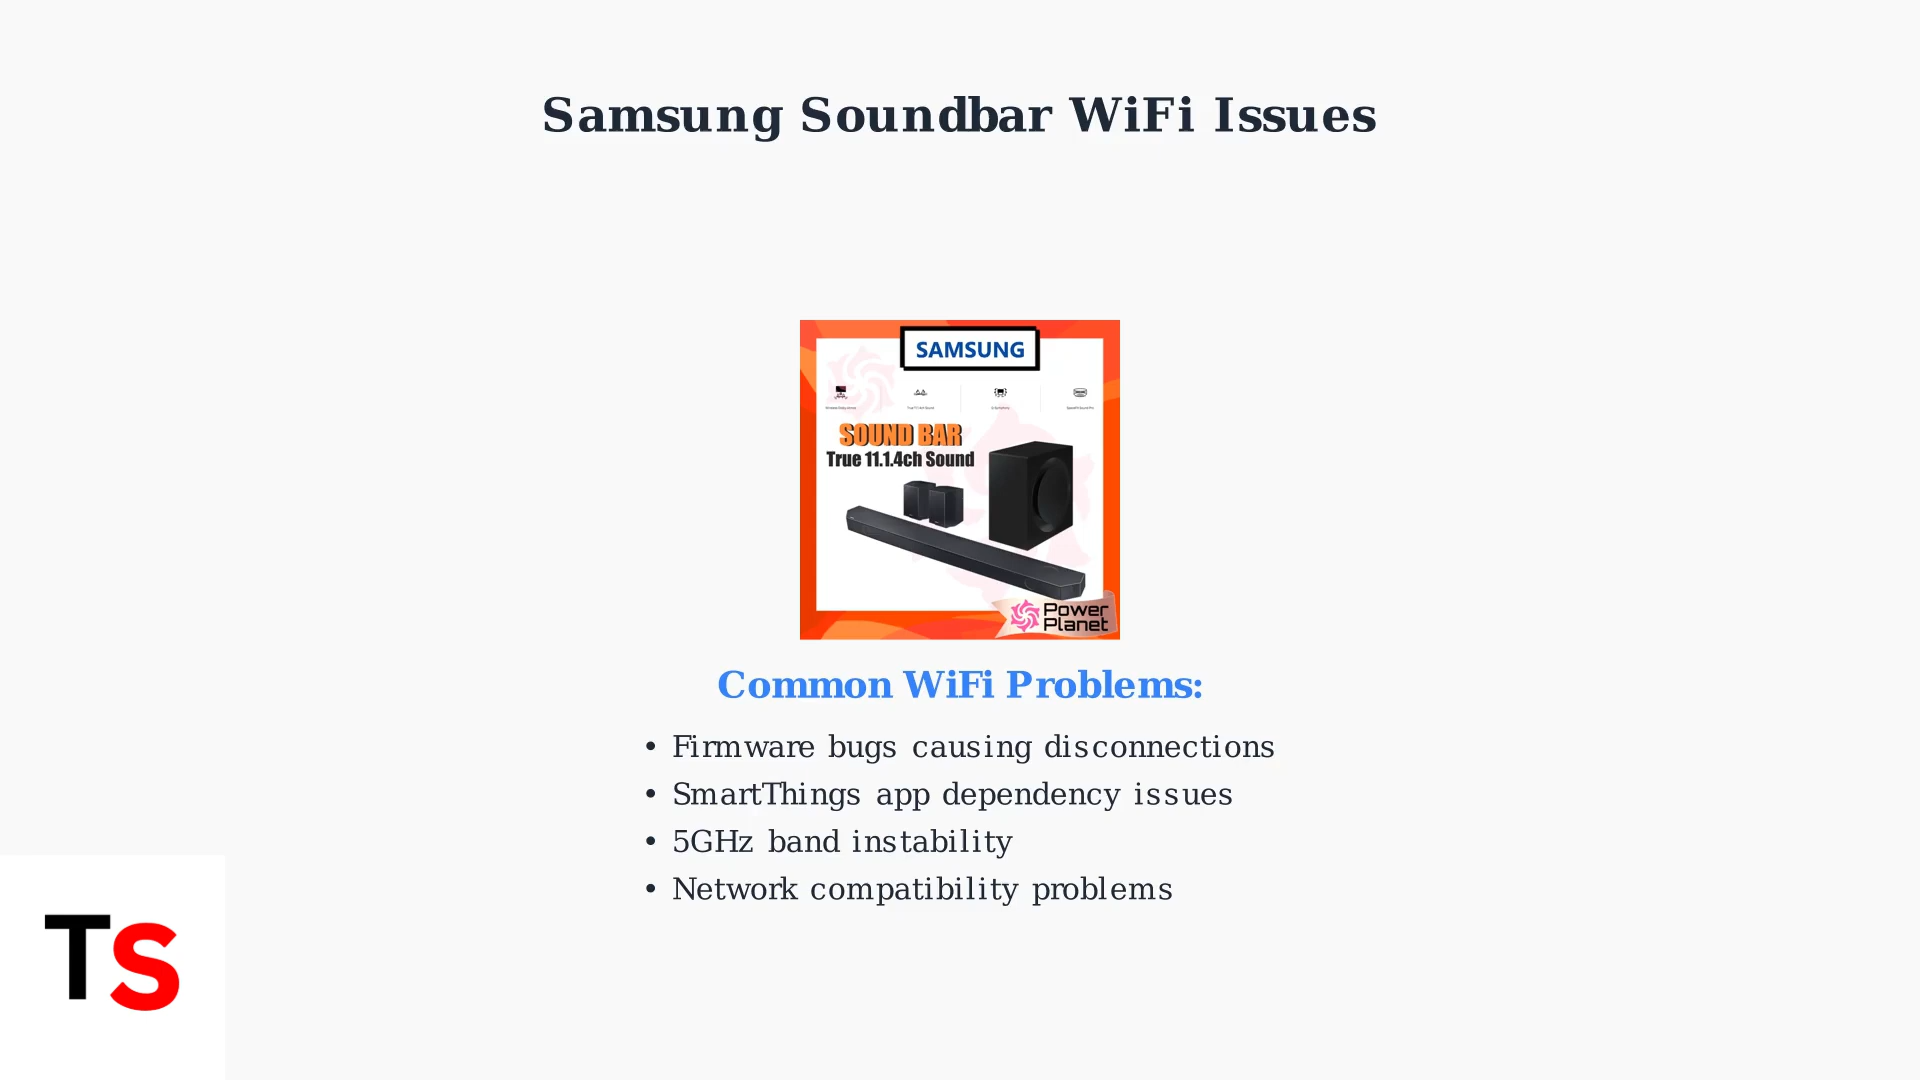 Samsung Soundbar WiFi Issues
SAMSUNG
SOUND BAR
True 11.1.4ch Sound
Power
Planet
Common WiFi Problems:
• Firmware bugs causing disconnections
• SmartThings app dependency issues
• 5GHz band instability
• Network compatibility problems
TS